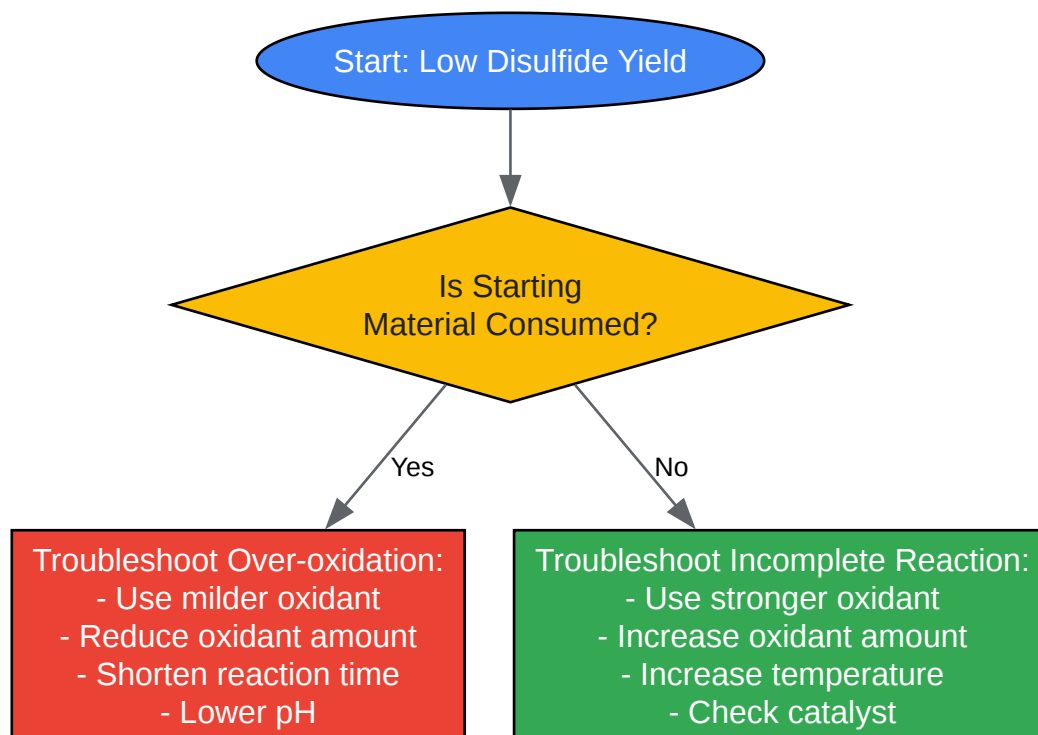 Start: Low Disulfide Yield
Is Starting
Material Consumed?
Yes
No
Troubleshoot Over-oxidation:
- Use milder oxidant
- Reduce oxidant amount
- Shorten reaction time
- Lower pH
Troubleshoot Incomplete Reaction:
- Use stronger oxidant
- Increase oxidant amount
- Increase temperature
- Check catalyst